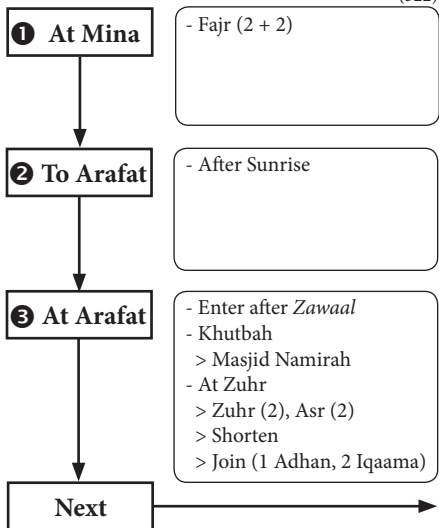 ❶ At Mina
- Fajr (2 + 2)
❷ To Arafat
- After Sunrise
❸ At Arafat
- Enter after Zawaal
- Khutbah
> Masjid Namirah
- At Zuhr
> Zuhr (2), Asr (2)
> Shorten
> Join (1 Adhan, 2 Iqaama)
Next